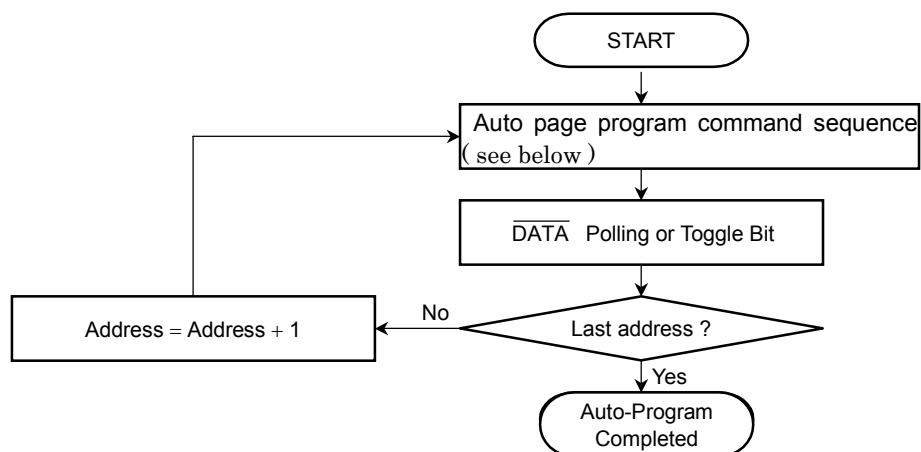 START
Auto page program command sequence
( see below )
DATA Polling or Toggle Bit
No
Address = Address + 1
Last address ?
Yes
Auto-Program
Completed